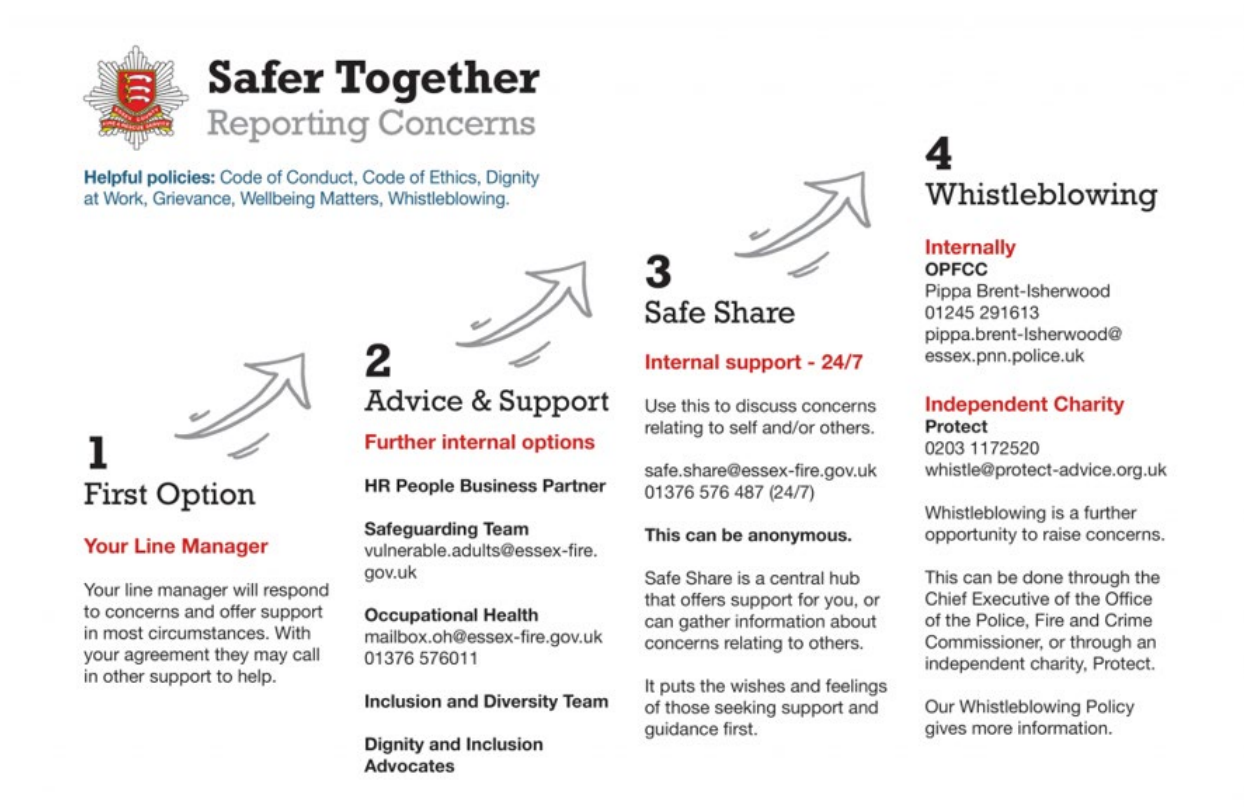 Safer Together
Reporting Concerns
Helpful policies: Code of Conduct, Code of Ethics, Dignity
at Work, Grievance, Wellbeing Matters, Whistleblowing.
1
First Option
Your Line Manager
Your line manager will respond
to concerns and offer support
in most circumstances. With
your agreement they may call
in other support to help.
2
Advice & Support
Further internal options
HR People Business Partner
Safeguarding Team
vulnerable.adults@essex-fire.
gov.uk
Occupational Health
mailbox.oh@essex-fire.gov.uk
01376 576011
Inclusion and Diversity Team
Dignity and Inclusion
Advocates
3
Safe Share
Internal support - 24/7
Use this to discuss concerns
relating to self and/or others.
safe.share@essex-fire.gov.uk
01376 576 487 (24/7)
This can be anonymous.
Safe Share is a central hub
that offers support for you, or
can gather information about
concerns relating to others.
It puts the wishes and feelings
of those seeking support and
guidance first.
4
Whistleblowing
Internally
OPFCC
Pippa Brent-Isherwood
01245 291613
pippa.brent-Isherwood@
essex.pnn.police.uk
Independent Charity
Protect
0203 1172520
whistle@protect-advice.org.uk
Whistleblowing is a further
opportunity to raise concerns.
This can be done through the
Chief Executive of the Office
of the Police, Fire and Crime
Commissioner, or through an
independent charity, Protect.
Our Whistleblowing Policy
gives more information.